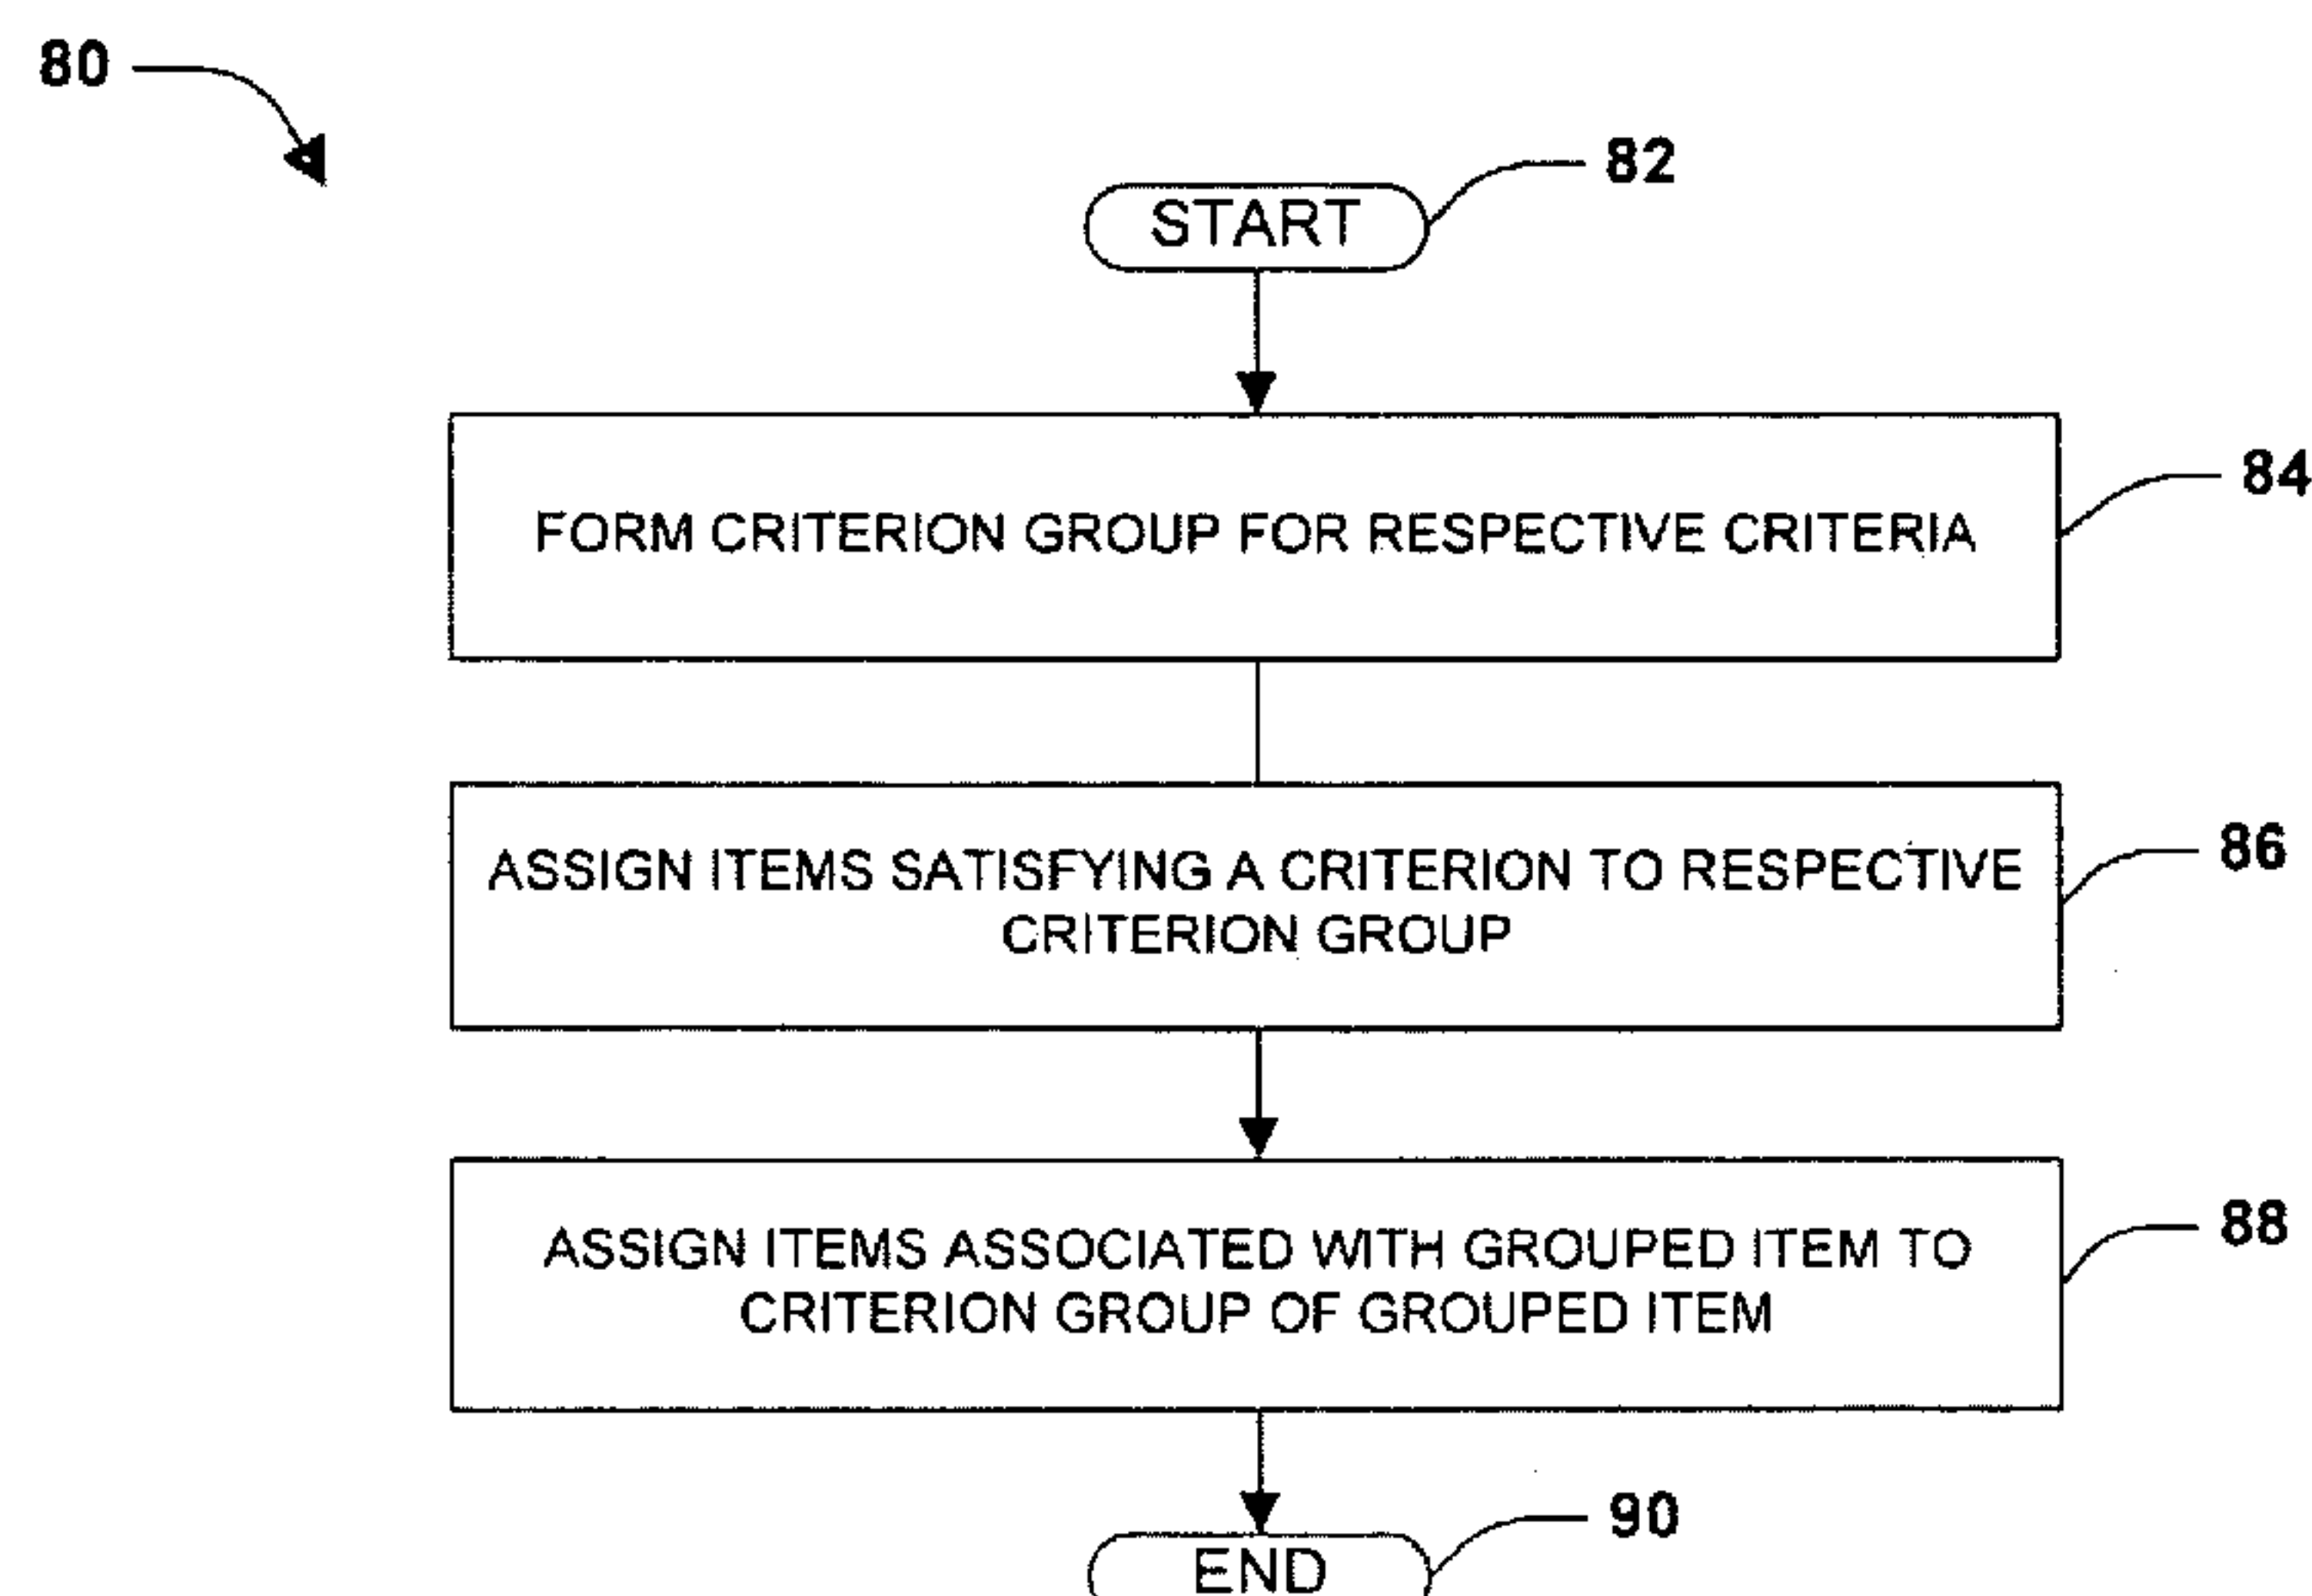 80
82
START
84
FORM CRITERION GROUP FOR RESPECTIVE CRITERIA
86
ASSIGN ITEMS SATISFYING A CRITERION TO RESPECTIVE
CRITERION GROUP
88
ASSIGN ITEMS ASSOCIATED WITH GROUPED ITEM TO
CRITERION GROUP OF GROUPED ITEM
90
END